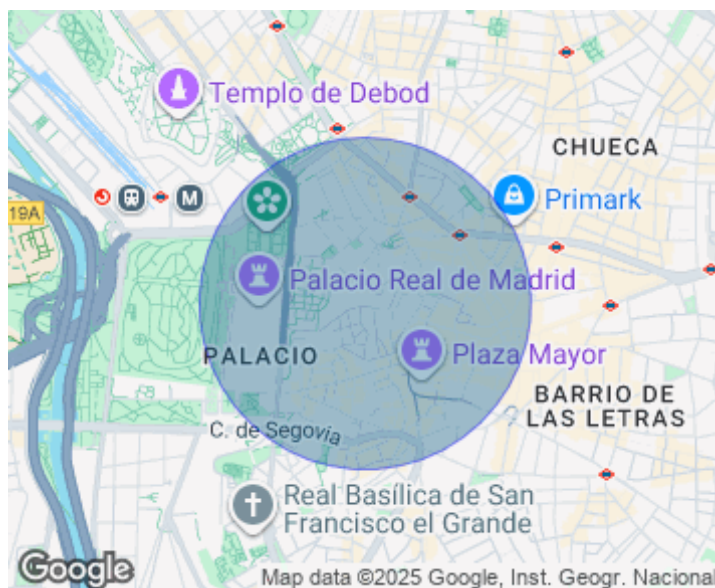 Templo de Debod
CHUECA
Primark
M
19A
Palacio Real de Madrid
PALACIO
Plaza Mayor
BARRIO DE
LAS LETRAS
C. de Segovia
Real Basílica de San
Francisco el Grande
Google
Map data ©2025 Google, Inst. Geogr. Nacional